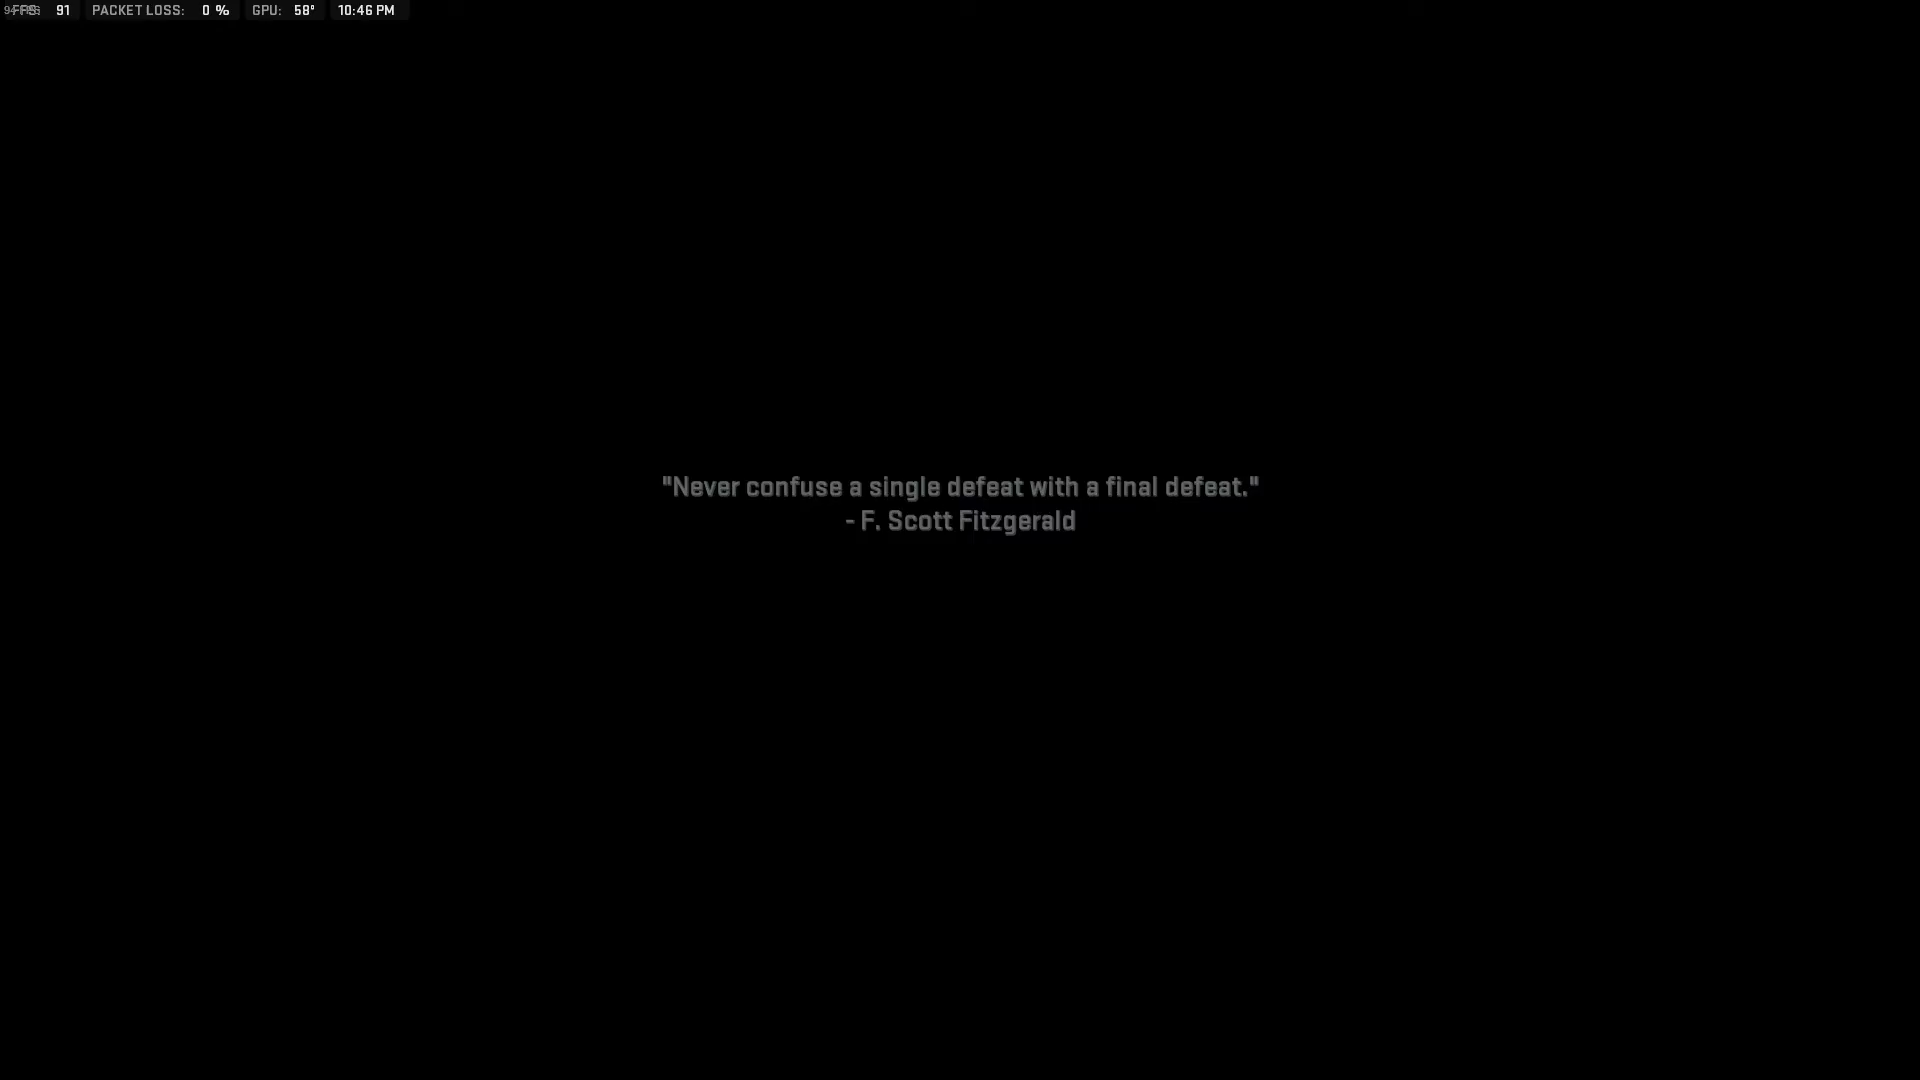 FPS: 91 PACKET LOSS: 0 % GPU: 58° 10:46 PM
"Never confuse a single defeat with a final defeat."
- F. Scott Fitzgerald